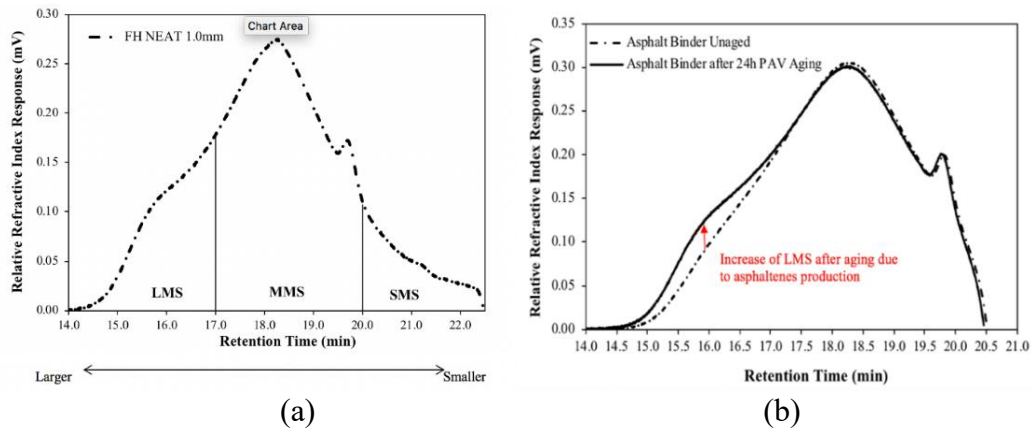 Relative Refractive Index Response (mV)
0.30
0.25
0.20
0.15
0.10
0.05
0.00
Chart Area
FH NEAT 1.0mm
LMS
MMS
SMS
14.0 15.0 16.0 17.0 18.0 19.0 20.0 21.0 22.0
Retention Time (min)
Larger
Smaller
(a)
Relative Refractive Index Response (mV)
0.35
0.30
0.25
0.20
0.15
0.10
0.05
0.00
Asphalt Binder Unaged
Asphalt Binder after 24h PAV Aging
Increase of LMS after aging due
to asphaltenes production
14.0 14.5 15.0 15.5 16.0 16.5 17.0 17.5 18.0 18.5 19.0 19.5 20.0 20.5 21.0
Retention Time (min)
(b)